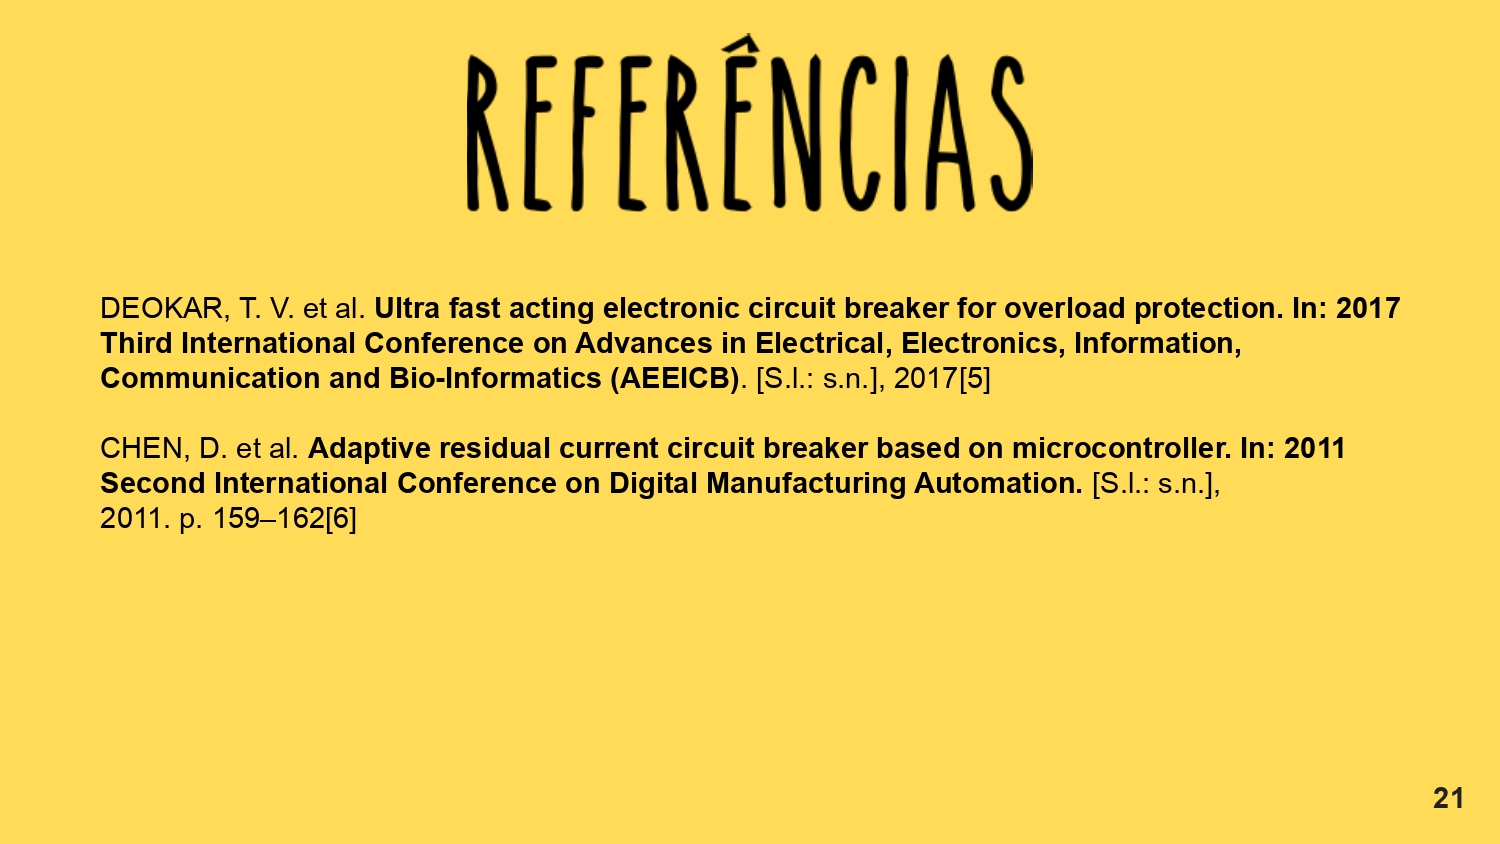 REFERÊNCIAS
DEOKAR, T. V. et al. Ultra fast acting electronic circuit breaker for overload protection. In: 2017
Third International Conference on Advances in Electrical, Electronics, Information,
Communication and Bio-Informatics (AEEICB). [S.l.: s.n.], 2017[5]
CHEN, D. et al. Adaptive residual current circuit breaker based on microcontroller. In: 2011
Second International Conference on Digital Manufacturing Automation. [S.l.: s.n.],
2011. p. 159–162[6]
21